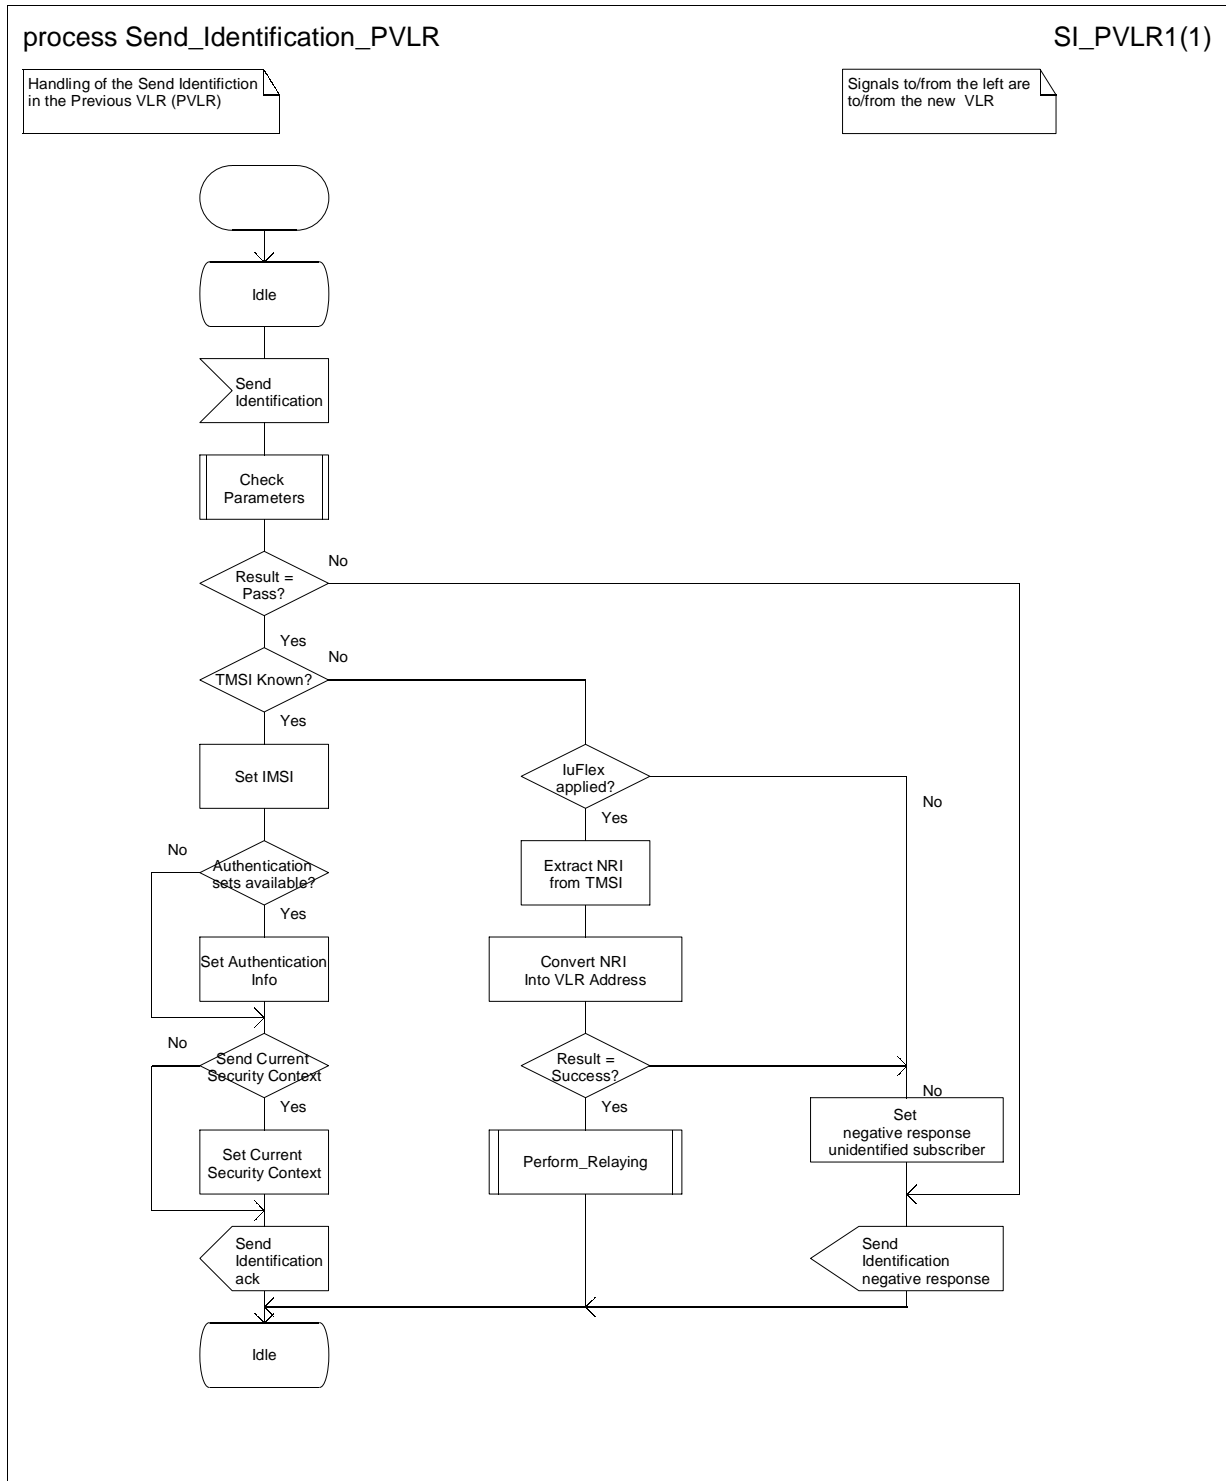 process Send_Identification_PVLR
SI_PVLR1(1)
Handling of the Send Identifiction
in the Previous VLR (PVLR)
Signals to/from the left are
to/from the new VLR
Idle
Send
Identification
Check
Parameters
No
Result =
Pass?
Yes
No
TMSI Known?
Yes
Set IMSI
IuFlex
applied?
No
Yes
No
Authentication
sets available?
Extract NRI
from TMSI
Yes
Set Authentication
Info
Convert NRI
Into VLR Address
No
Send Current
Security Context
Result =
Success?
No
Yes
Yes
Set
negative response
unidentified subscriber
Set Current
Security Context
Perform_Relaying
Send
Identification
ack
Send
Identification
negative response
Idle